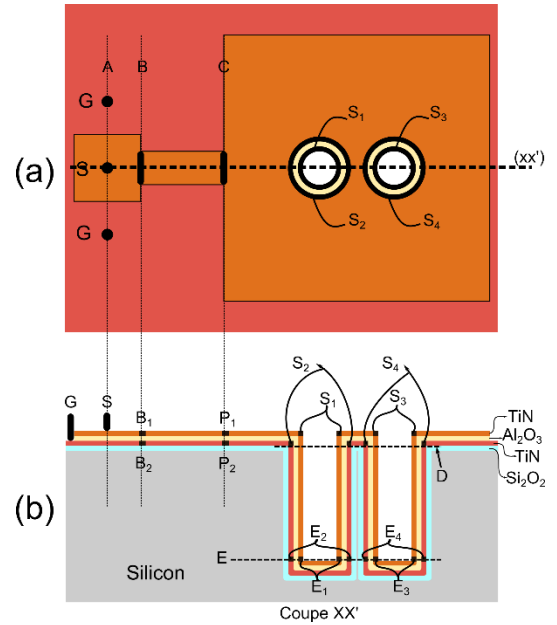 A B C
G
S₁ S₃
(a) S (xx')
G
S₂ S₄
S₂ S₄
G S B₁ P₁ S₁ S₃ TiN
Al₂O₃
TiN
B₂ P₂ D Si₂O₂
(b) E₂ E₄
E
Silicon E₁ E₃
Coupe XX'